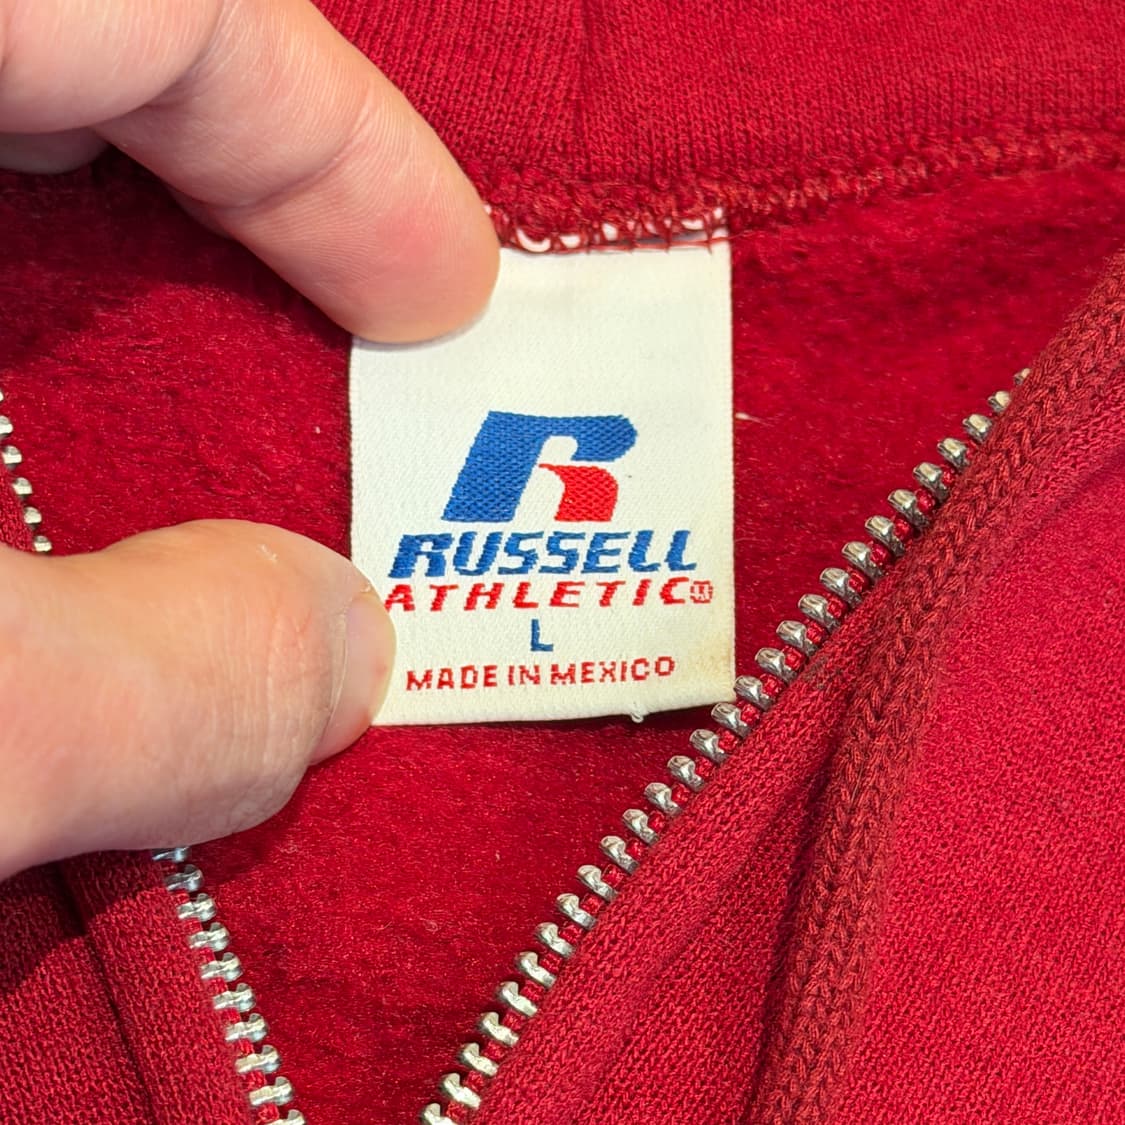 R
RUSSELL
ATHLETIC®
L
MADE IN MEXICO